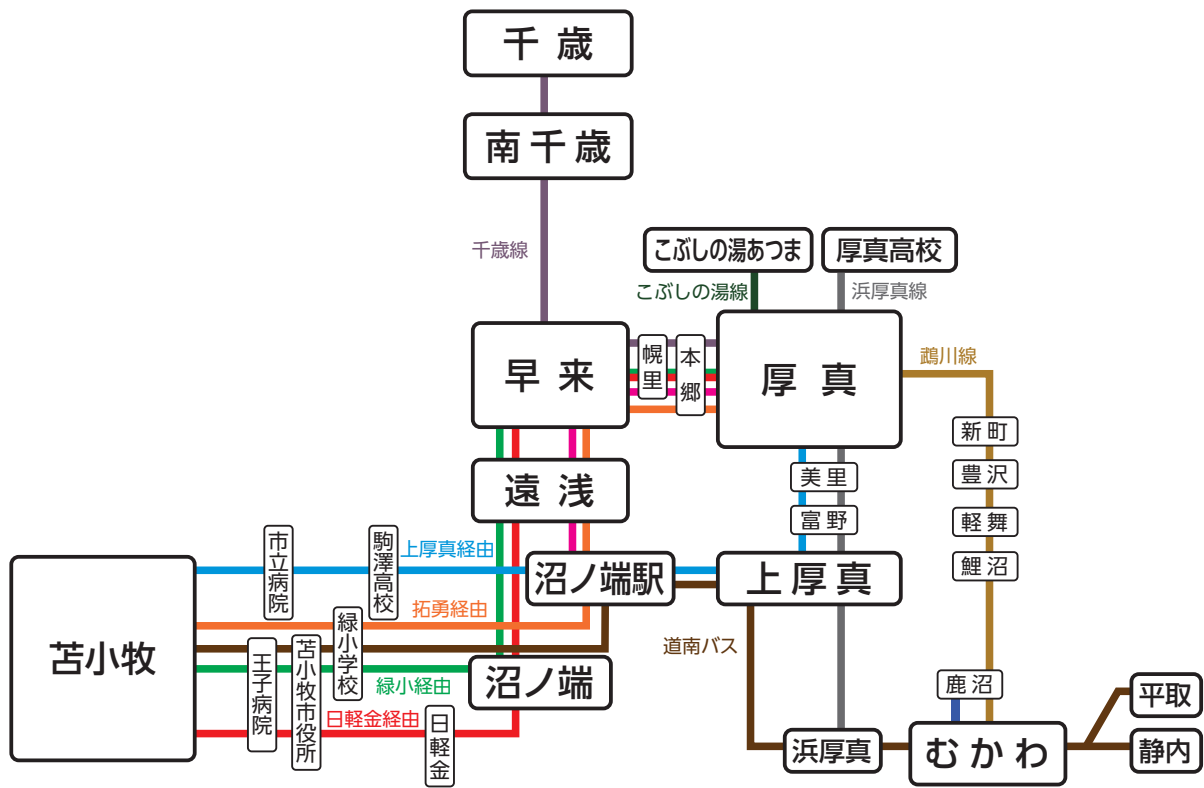 千歳
南千歳
千歳線
こぶしの湯あつま
厚真高校
こぶしの湯線
浜厚真線
早来
幌里
本郷
厚真
鵡川線
新町
豊沢
軽舞
鯉沼
遠浅
美里
富野
市立病院
駒澤高校
上厚真経由
沼ノ端駅
上厚真
拓勇経由
苫小牧
緑小学校
王子病院
苫小牧市役所
緑小経由
沼ノ端
道南バス
日軽金経由
日軽金
鹿沼
浜厚真
むかわ
平取
静内